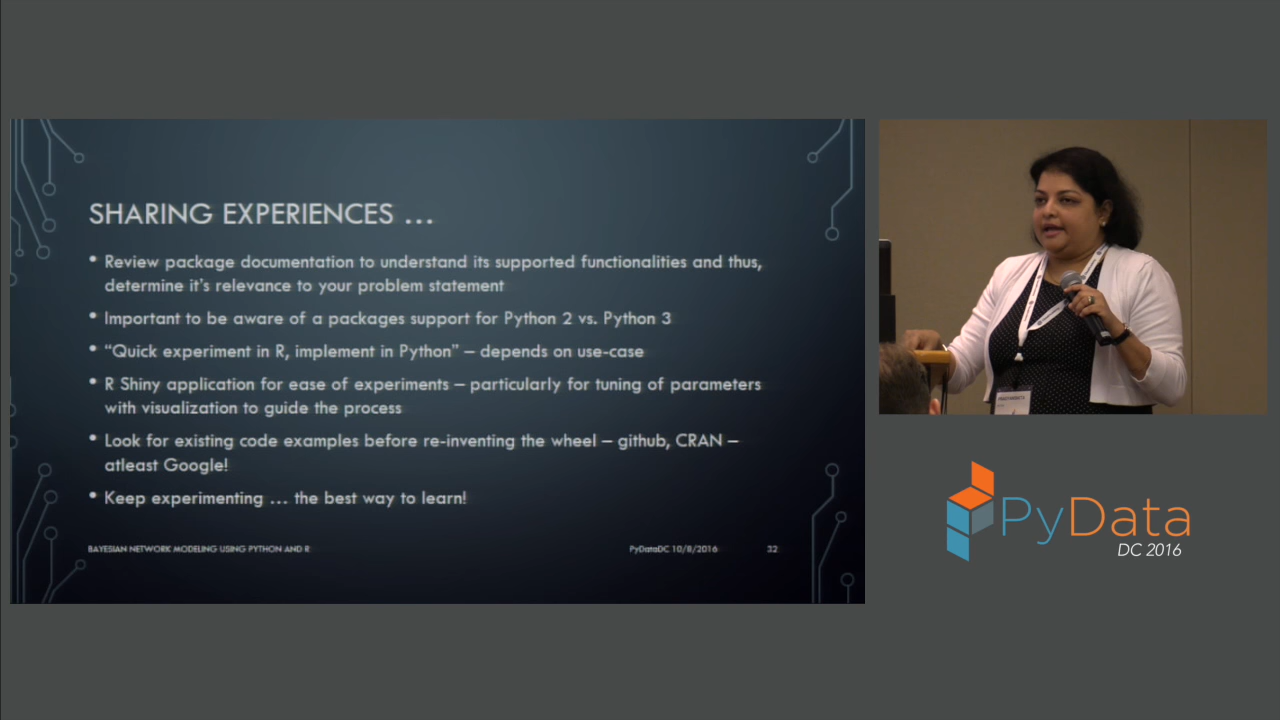 SHARING EXPERIENCES ...
• Review package documentation to understand its supported functionalities and thus,
determine it's relevance to your problem statement
• Important to be aware of a packages support for Python 2 vs. Python 3
• “Quick experiment in R, implement in Python” – depends on use-case
• R Shiny application for ease of experiments – particularly for tuning of parameters
with visualization to guide the process
• Look for existing code examples before re-inventing the wheel – github, CRAN –
atleast Google!
• Keep experimenting ... the best way to learn!
BAYESIAN NETWORK MODELING USING PYTHON AND R
PyDataDC 10/8/2016
32
PyData
DC 2016